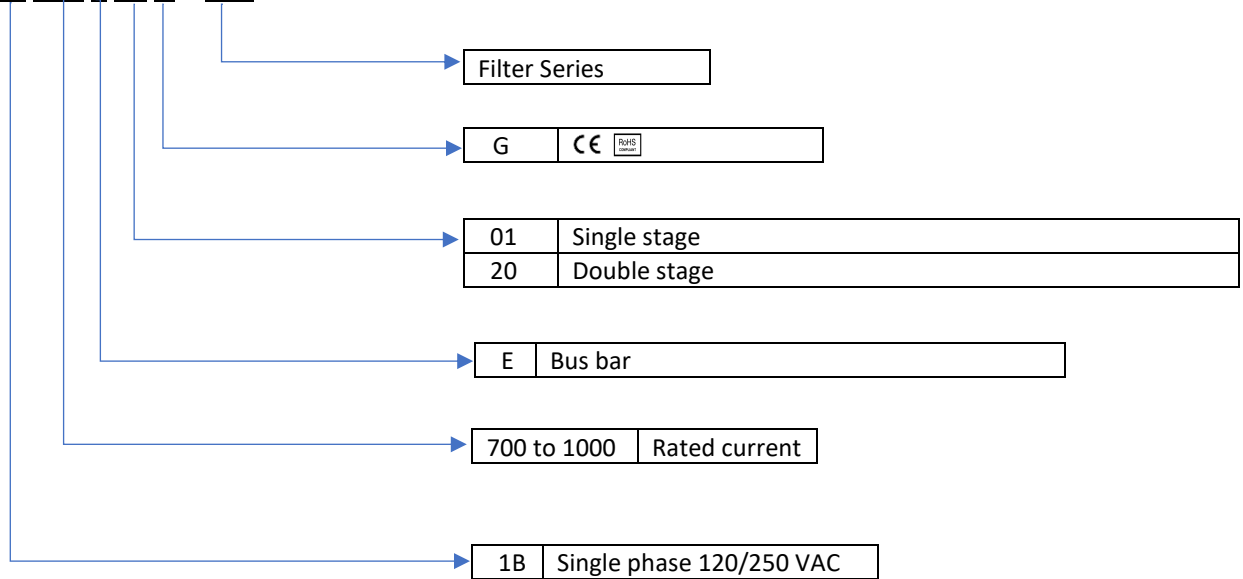 Filter Series
G CE RoHS
COMPLIANT
01 Single stage
20 Double stage
E Bus bar
700 to 1000 Rated current
1B Single phase 120/250 VAC